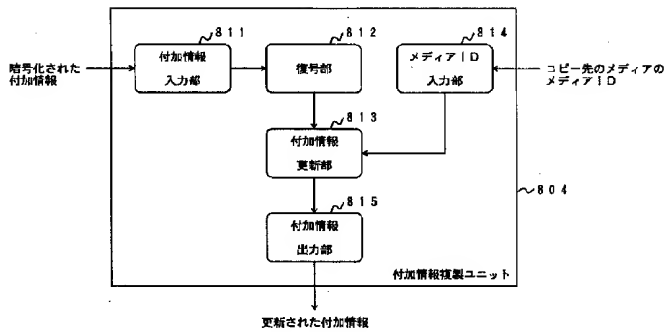 811
812
814
暗号化された
付加情報
付加情報
入力部
復号部
メディアID
入力部
コピー先のメディアの
メディアID
813
付加情報
更新部
804
815
付加情報
出力部
付加情報複製ユニット
更新された付加情報